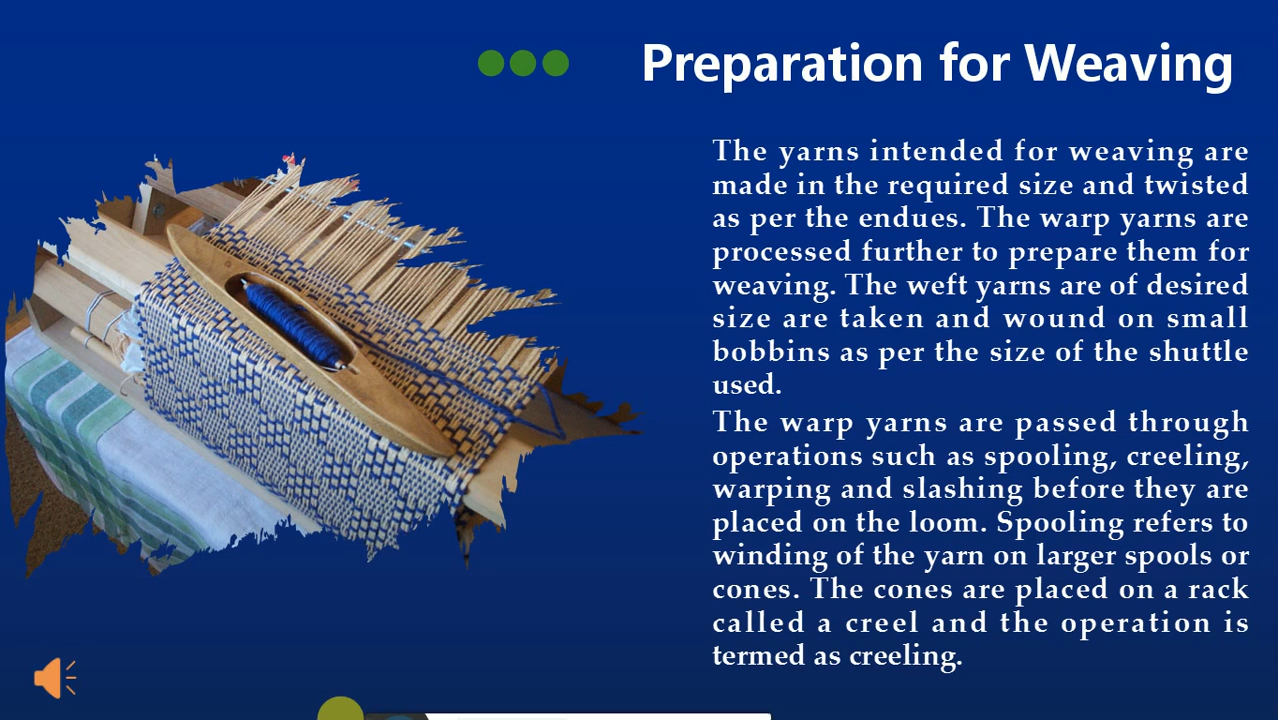 Preparation for Weaving
The yarns intended for weaving are
made in the required size and twisted
as per the endues. The warp yarns are
processed further to prepare them for
weaving. The weft yarns are of desired
size are taken and wound on small
bobbins as per the size of the shuttle
used.
The warp yarns are passed through
operations such as spooling, creeling,
warping and slashing before they are
placed on the loom. Spooling refers to
winding of the yarn on larger spools or
cones. The cones are placed on a rack
called a creel and the operation is
termed as creeling.